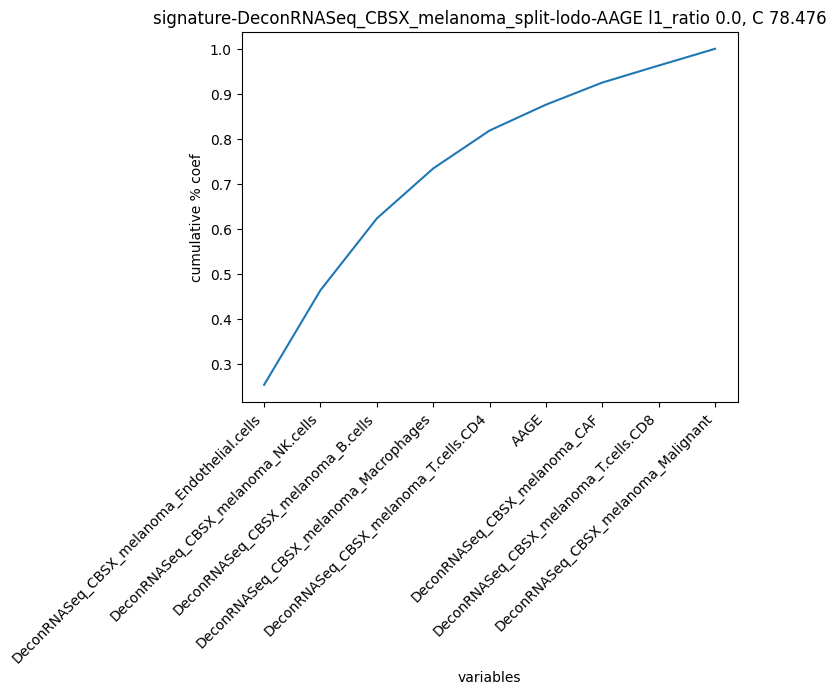 signature-DeconRNASeq_CBSX_melanoma_split-lodo-AAGE l1_ratio 0.0, C 78.476
1.0
0.9
0.8
0.7
0.6
0.5
0.4
0.3
cumulative % coef
DeconRNASeq_CBSX_melanoma_Endothelial.cells
DeconRNASeq_CBSX_melanoma_NK.cells
DeconRNASeq_CBSX_melanoma_B.cells
DeconRNASeq_CBSX_melanoma_Macrophages
DeconRNASeq_CBSX_melanoma_T.cells.CD4
AAGE
DeconRNASeq_CBSX_melanoma_CAF
DeconRNASeq_CBSX_melanoma_T.cells.CD8
DeconRNASeq_CBSX_melanoma_Malignant
variables